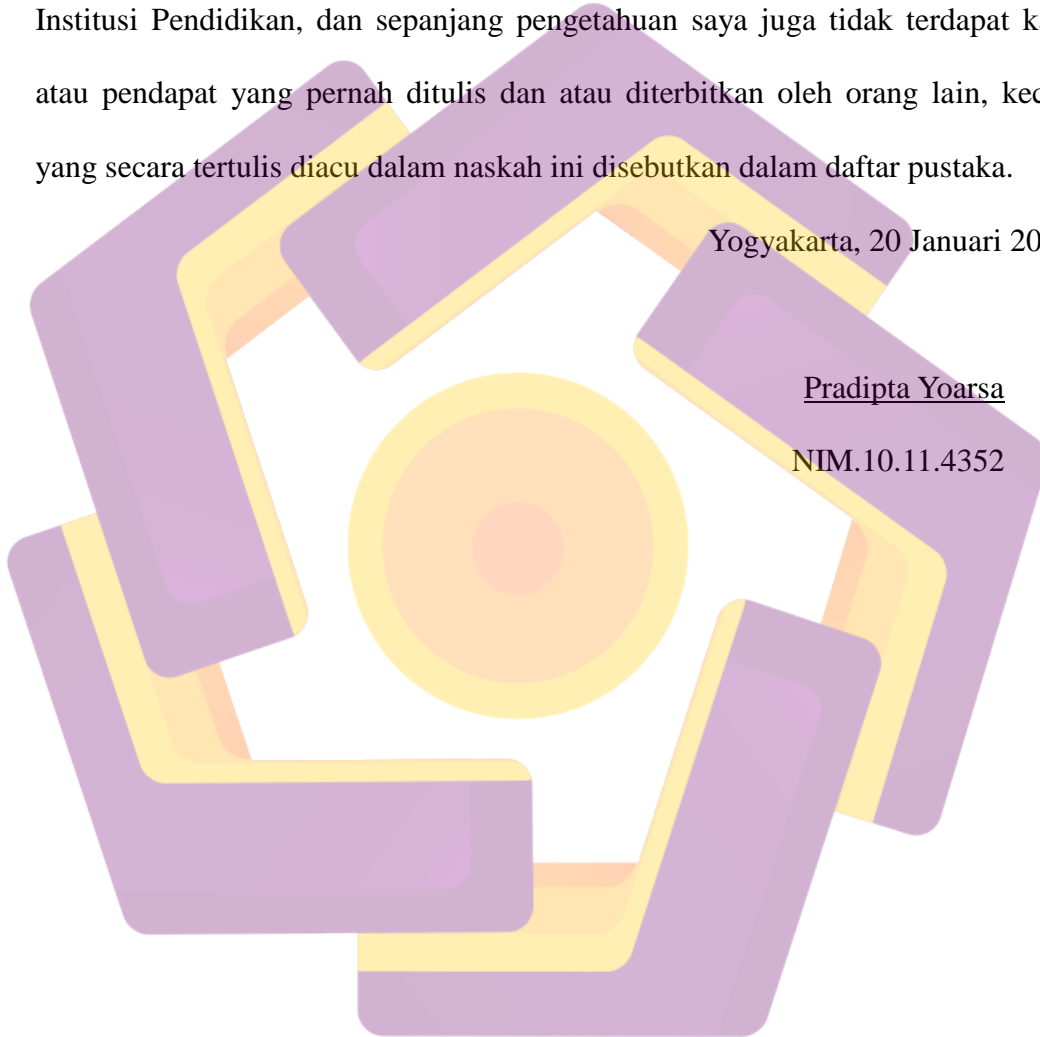 Institusi Pendidikan, dan sepanjang pengetahuan saya juga tidak terdapat
atau pendapat yang pernah ditulis dan atau diterbitkan oleh orang lain,
yang secara tertulis diacu dalam naskah ini disebutkan dalam daftar pustaka.
Yogyakarta, 20 Januari
Pradipta Yoarsa
NIM.10.11.4352